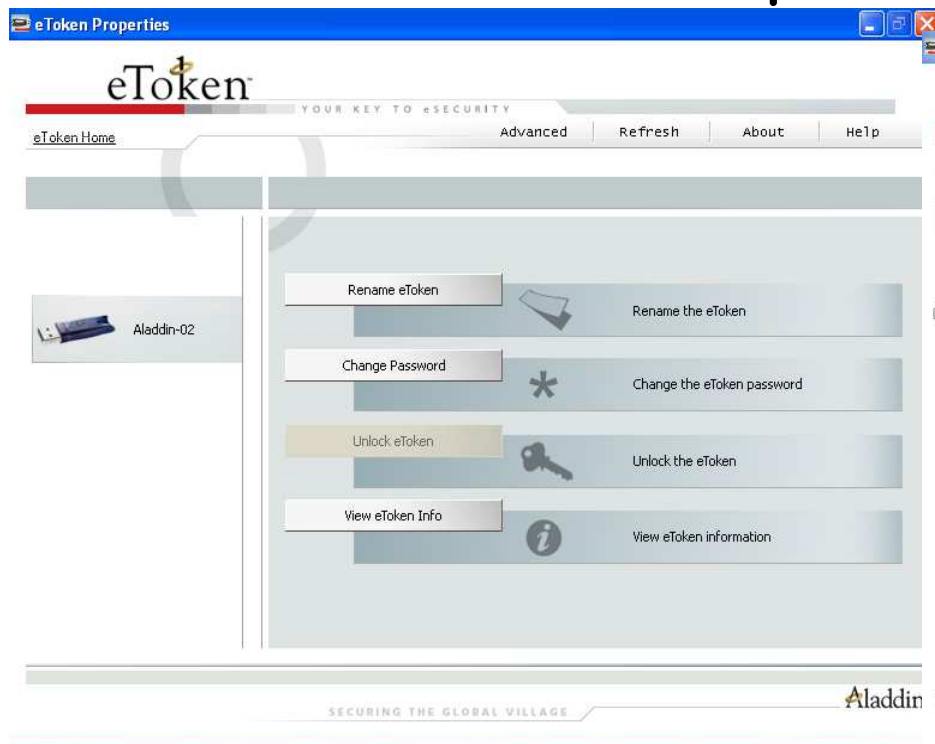 eToken Properties
eToken
YOUR KEY TO eSECURITY
eToken Home
Advanced
Refresh
About
Help
Aladdin-02
Rename eToken
Rename the eToken
Change Password
Change the eToken password
Unlock eToken
Unlock the eToken
View eToken Info
View eToken information
SECURING THE GLOBAL VILLAGE
Aladdin